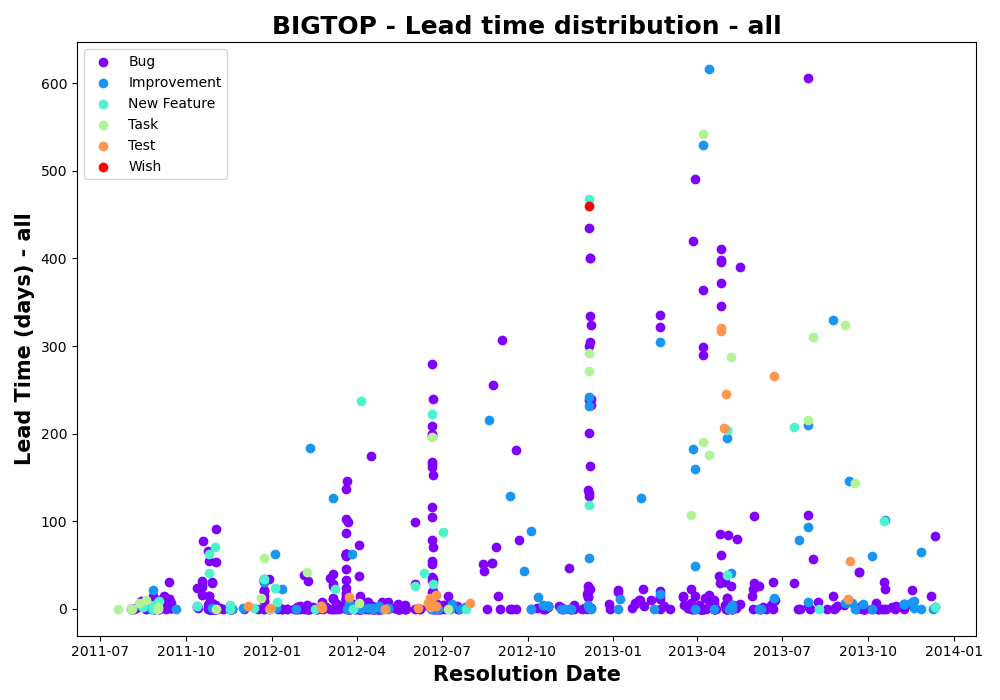 BIGTOP - Lead time distribution - all
Bug
Improvement
New Feature
Task
Test
Wish
Lead Time (days) - all
600
500
400
300
200
100
0
2011-07 2011-10 2012-01 2012-04 2012-07 2012-10 2013-01 2013-04 2013-07 2013-10 2014-01
Resolution Date